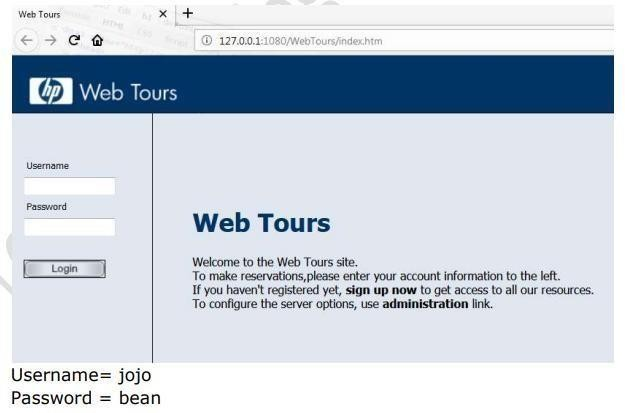 Web Tours
127.0.0.1:1080/WebTours/index.htm
hp Web Tours
Username
Password
Login
Web Tours
Welcome to the Web Tours site.
To make reservations,please enter your account information to the left.
If you haven't registered yet, sign up now to get access to all our resources.
To configure the server options, use administration link.
Username= jojo
Password = bean